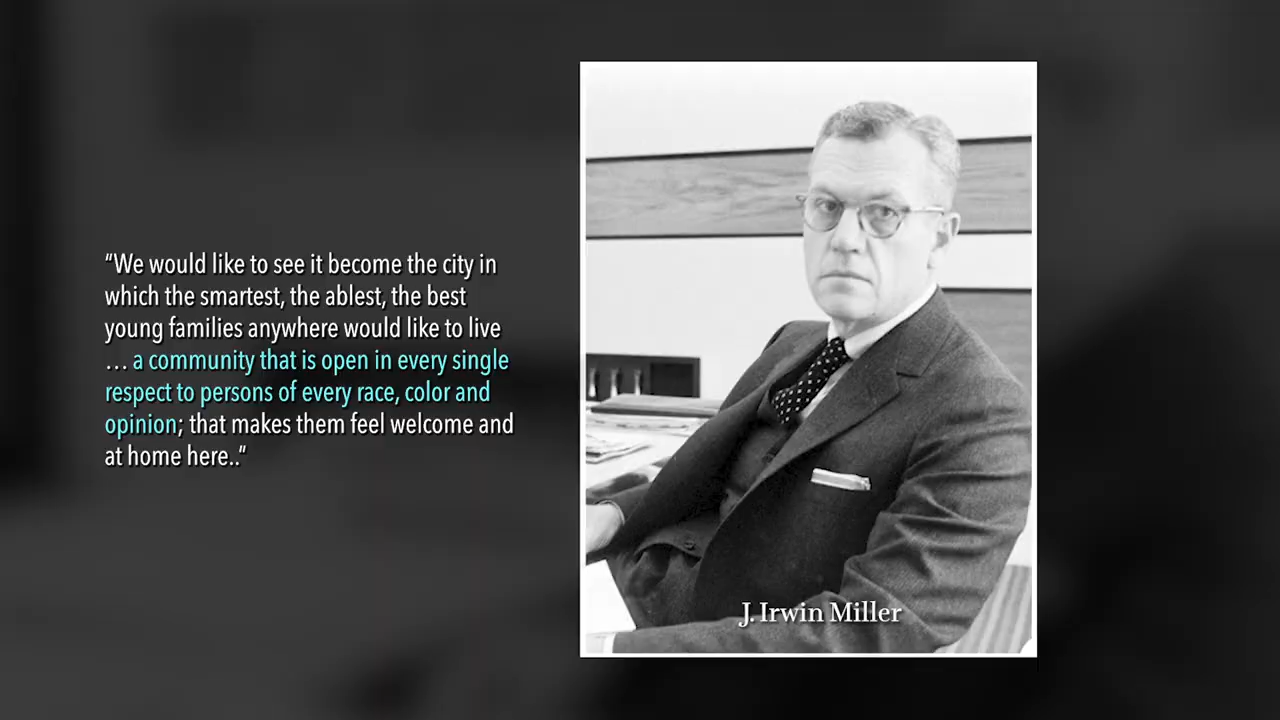 “We would like to see it become the city in
which the smartest, the ablest, the best
young families anywhere would like to live
… a community that is open in every single
respect to persons of every race, color and
opinion; that makes them feel welcome and
at home here..“
J. Irwin Miller